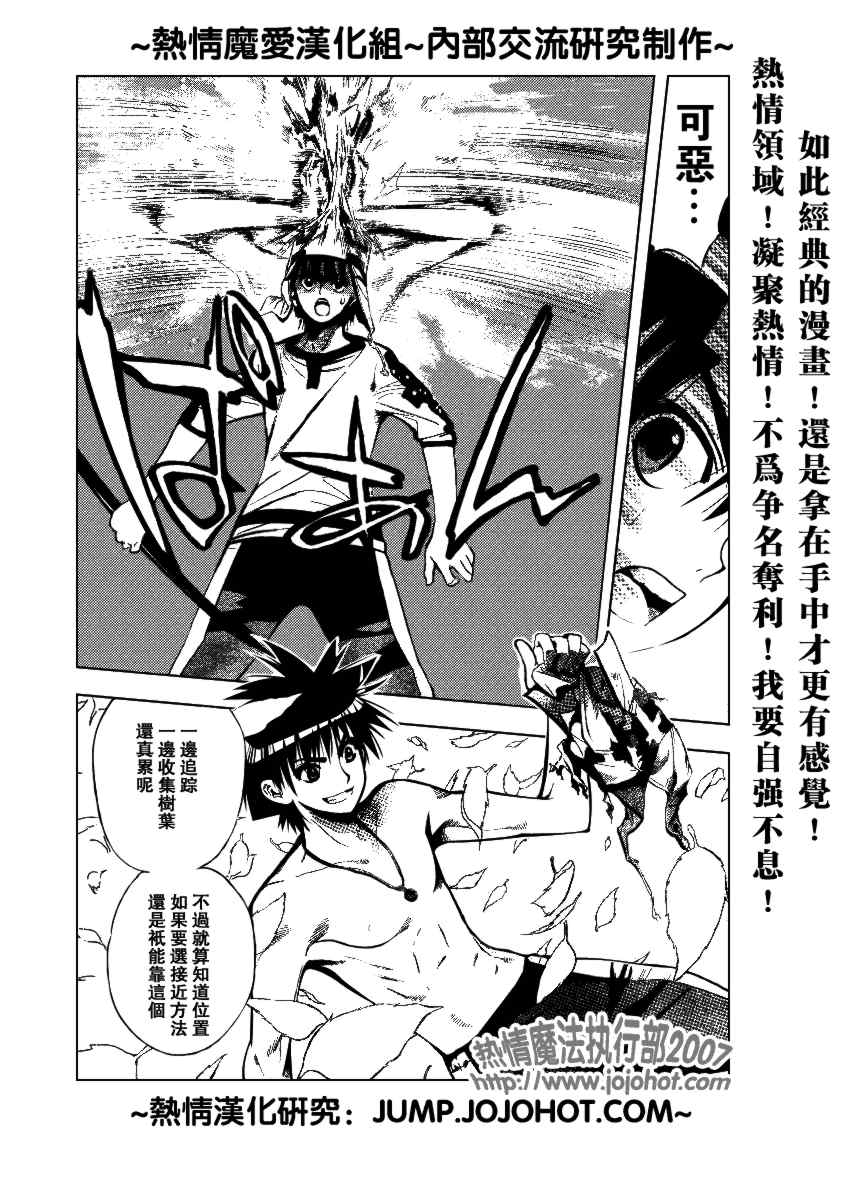 ~熱情魔愛漢化組~內部交流研究制作~
如此經典的漫畫！還是拿在手中才更有感覺！
熱情領域！凝聚熱情！不爲争名奪利！我要自强不息！
可惡…
ばぁん
一邊追踪
一邊收集樹葉
還真累呢
不過就算知道位置
如果要選接近方法
還是衹能靠這個
熱情魔法执行部2007
http://www.jojohot.com
~熱情漢化研究：JUMP.JOJOHOT.COM~